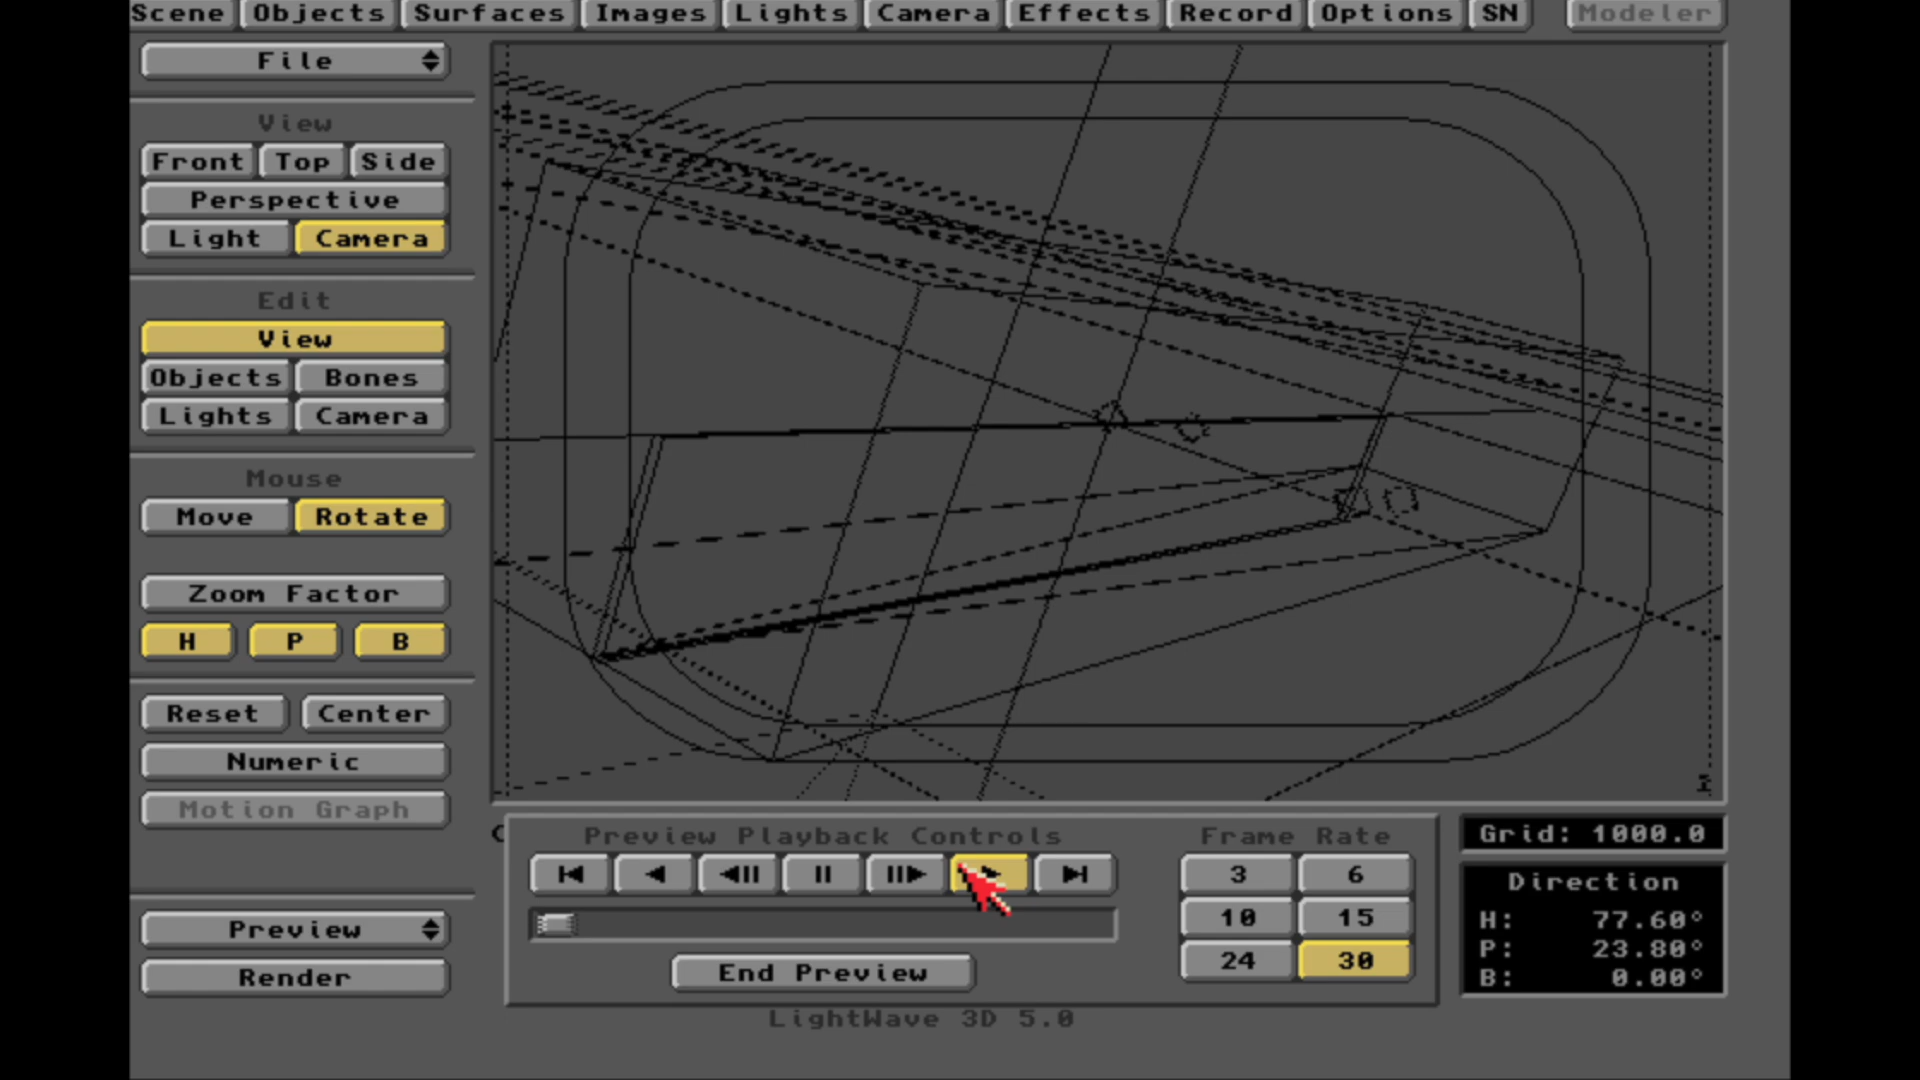 Scene Objects Surfaces Images Lights Camera Effects Record Options SN Modeler
File
View
Front Top Side
Perspective
Light Camera
Edit
View
Objects Bones
Lights Camera
Mouse
Move Rotate
Zoom Factor
H P B
Reset Center
Numeric
Motion Graph
Preview
Render
1
Preview Playback Controls
End Preview
Frame Rate
3 6
10 15
24 30
Grid: 1000.0
Direction
H: 77.60°
P: 23.80°
B: 0.00°
LightWave 3D 5.0